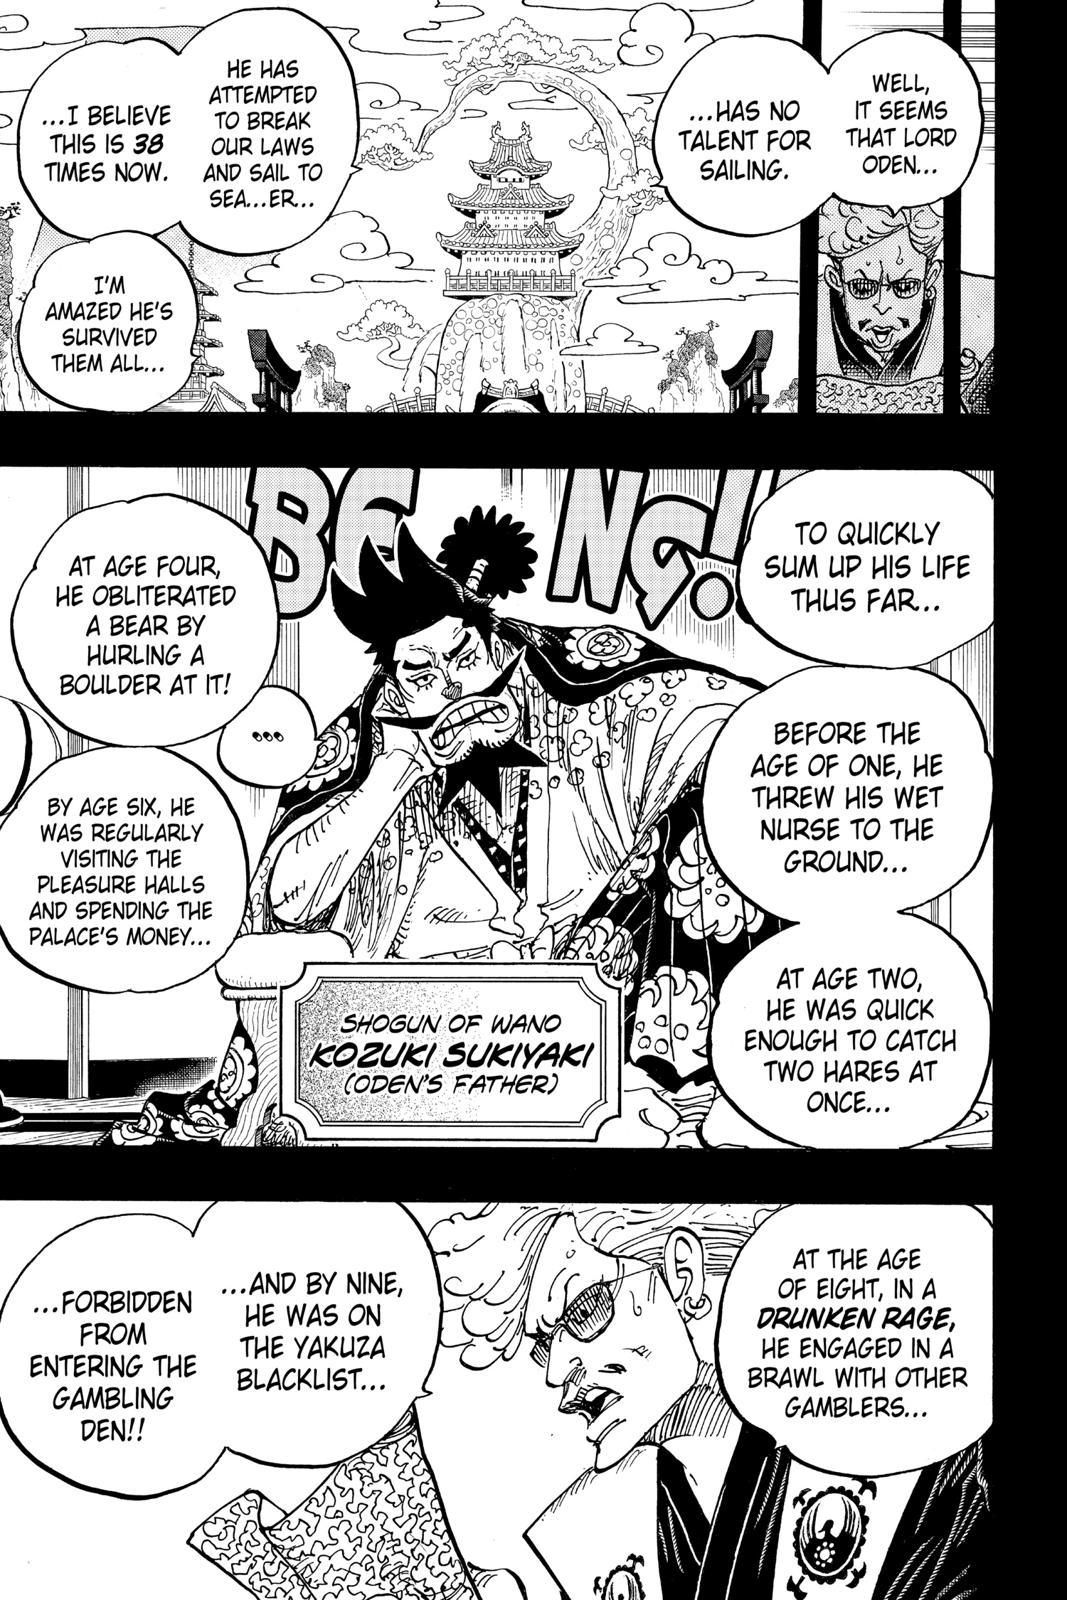 WELL,
IT SEEMS
THAT LORD
ODEN...
...HAS NO
TALENT FOR
SAILING.
HE HAS
ATTEMPTED
TO BREAK
OUR LAWS
AND SAIL TO
SEA...ER...
...I BELIEVE
THIS IS 38
TIMES NOW.
I'M
AMAZED HE'S
SURVIVED
THEM ALL...
TO QUICKLY
SUM UP HIS LIFE
THUS FAR...
BEFORE THE
AGE OF ONE, HE
THREW HIS WET
NURSE TO THE
GROUND...
AT AGE TWO,
HE WAS QUICK
ENOUGH TO CATCH
TWO HARES AT
ONCE...
...
AT AGE FOUR,
HE OBLITERATED
A BEAR BY
HURLING A
BOULDER AT IT!
BY AGE SIX, HE
WAS REGULARLY
VISITING THE
PLEASURE HALLS
AND SPENDING THE
PALACE'S MONEY...
SHOGUN OF WANO
KOZUKI SUKIYAKI
(ODEN'S FATHER)
AT THE AGE
OF EIGHT, IN A
DRUNKEN RAGE,
HE ENGAGED IN A
BRAWL WITH OTHER
GAMBLERS...
...AND BY NINE,
HE WAS ON
THE YAKUZA
BLACKLIST...
...FORBIDDEN
FROM
ENTERING THE
GAMBLING
DEN!!